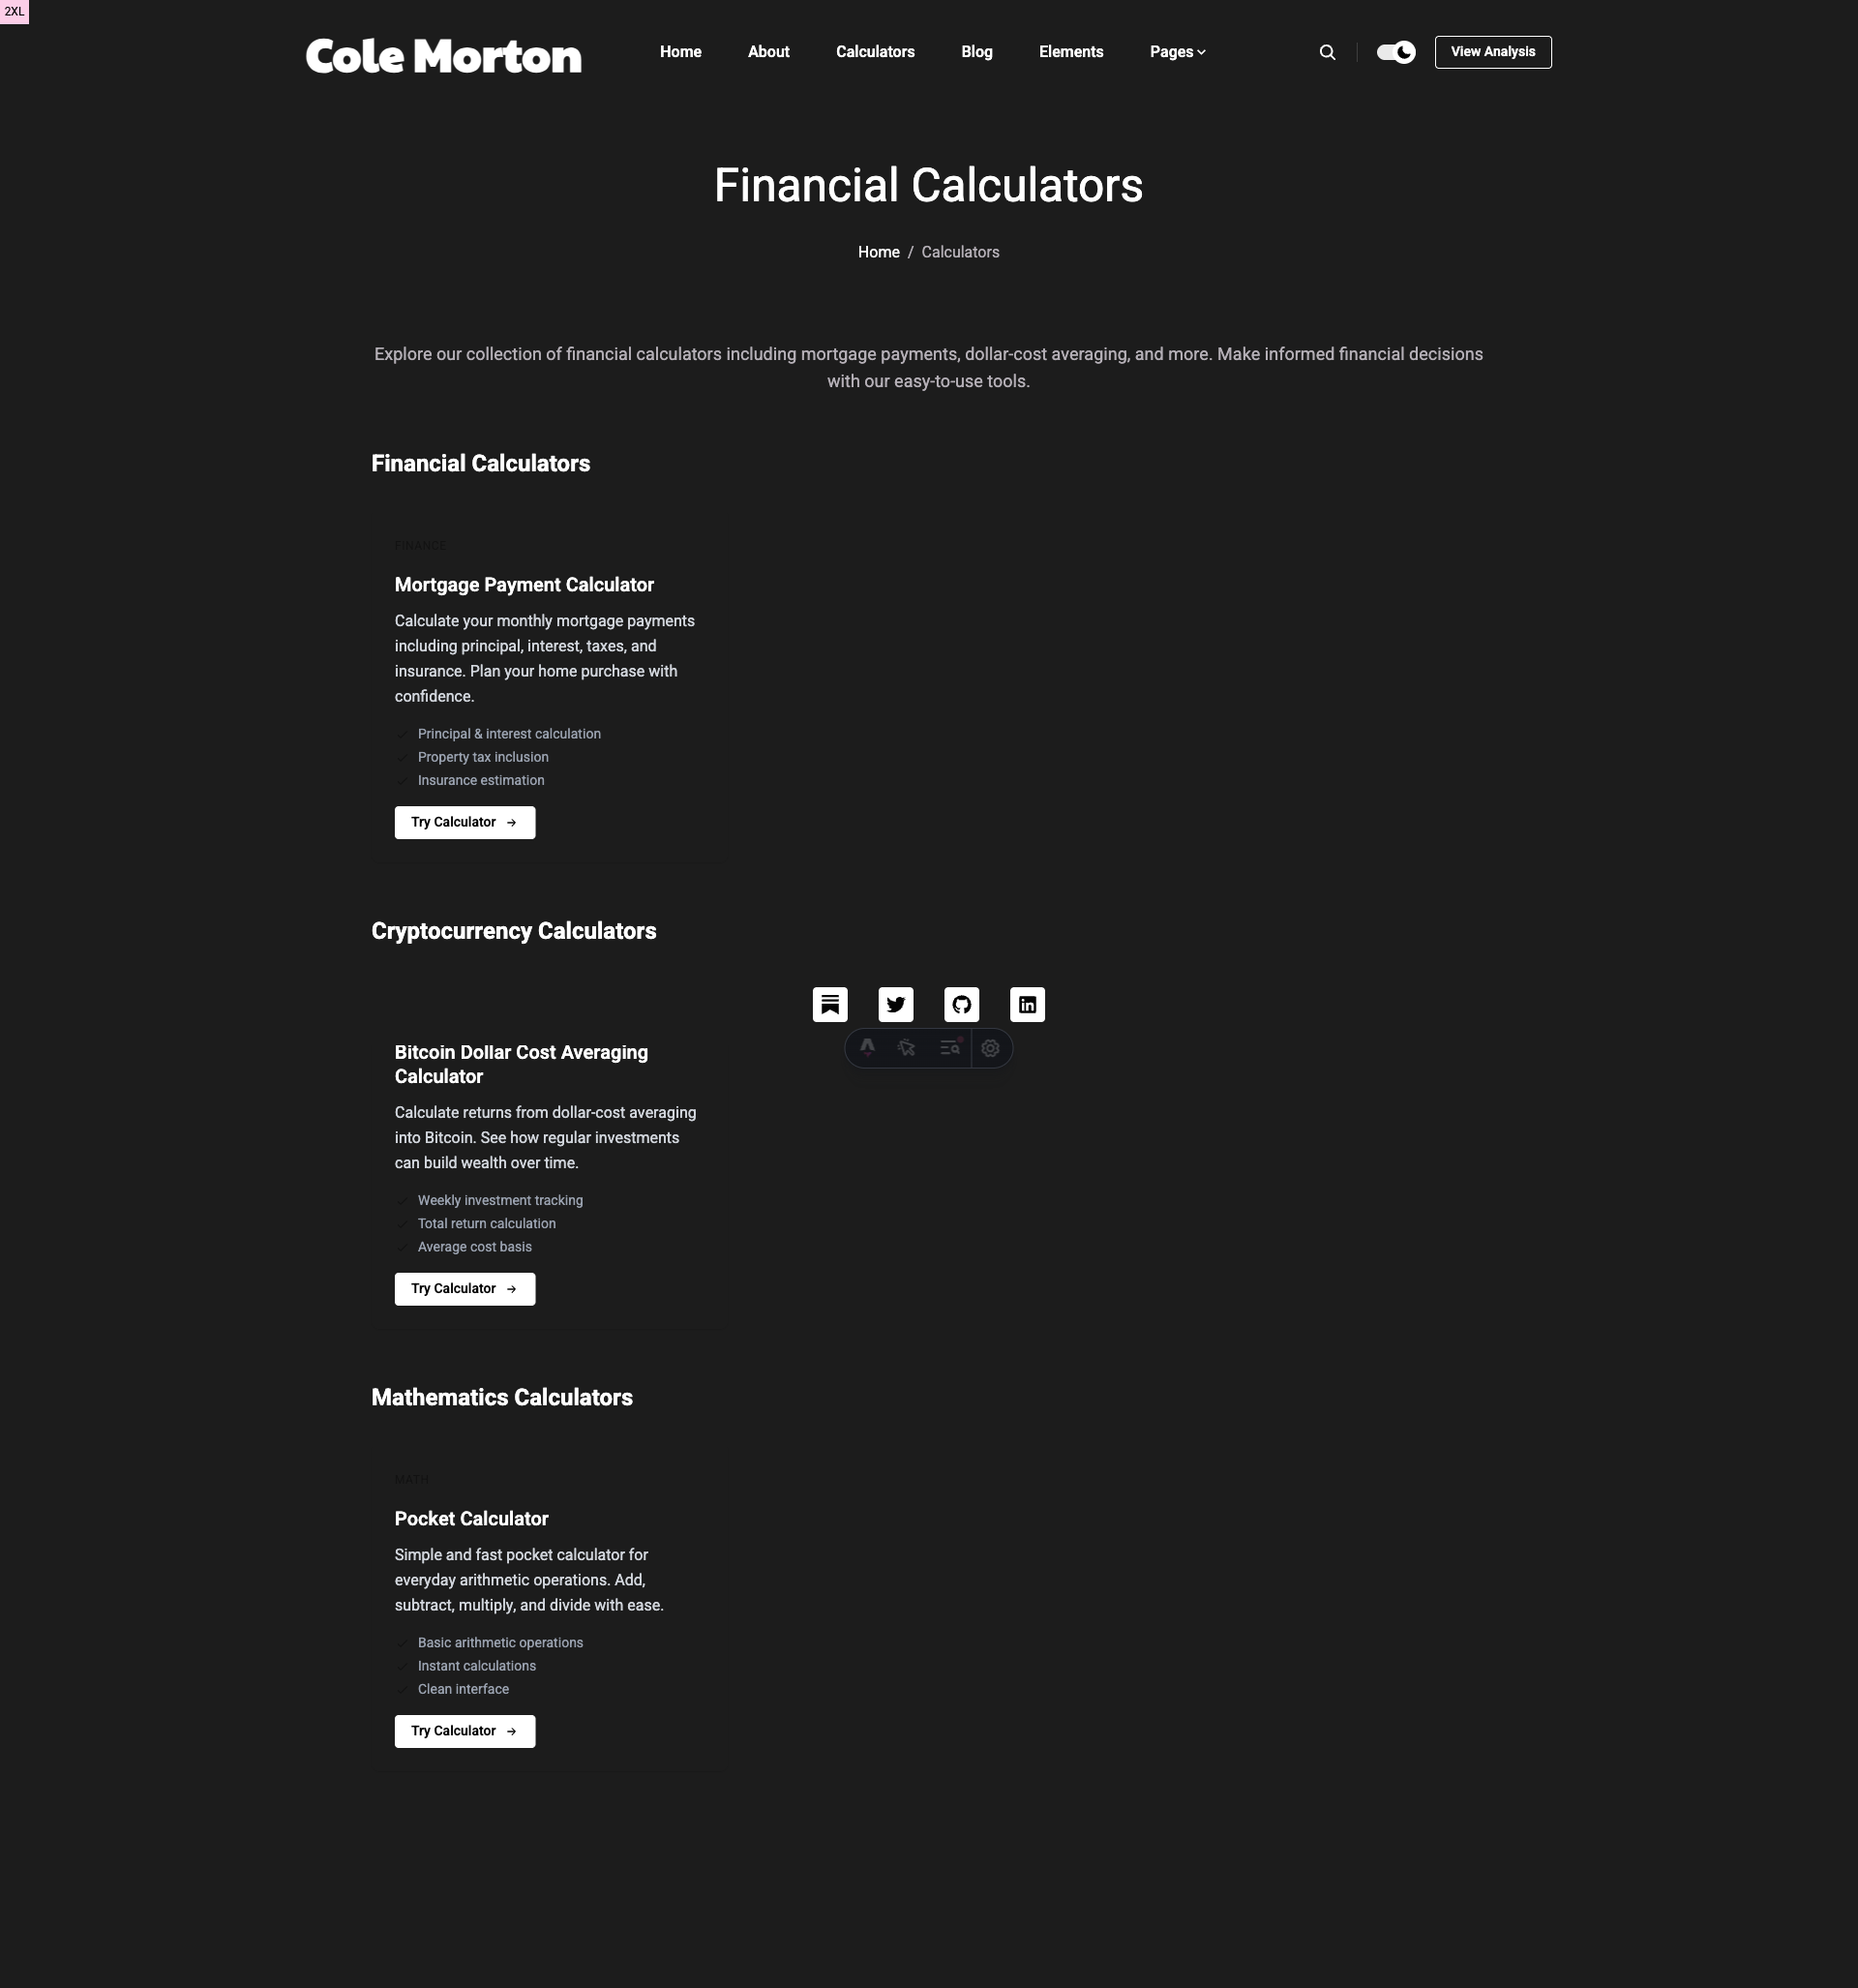 2XL
Cole Morton
Home
About
Calculators
Blog
Elements
Pages
View Analysis
Financial Calculators
Home / Calculators
Explore our collection of financial calculators including mortgage payments, dollar-cost averaging, and more. Make informed financial decisions
with our easy-to-use tools.
Financial Calculators
FINANCE
Mortgage Payment Calculator
Calculate your monthly mortgage payments
including principal, interest, taxes, and
insurance. Plan your home purchase with
confidence.
Principal & interest calculation
Property tax inclusion
Insurance estimation
Try Calculator →
Cryptocurrency Calculators
Bitcoin Dollar Cost Averaging
Calculator
Calculate returns from dollar-cost averaging
into Bitcoin. See how regular investments
can build wealth over time.
Weekly investment tracking
Total return calculation
Average cost basis
Try Calculator →
Mathematics Calculators
MATH
Pocket Calculator
Simple and fast pocket calculator for
everyday arithmetic operations. Add,
subtract, multiply, and divide with ease.
Basic arithmetic operations
Instant calculations
Clean interface
Try Calculator →